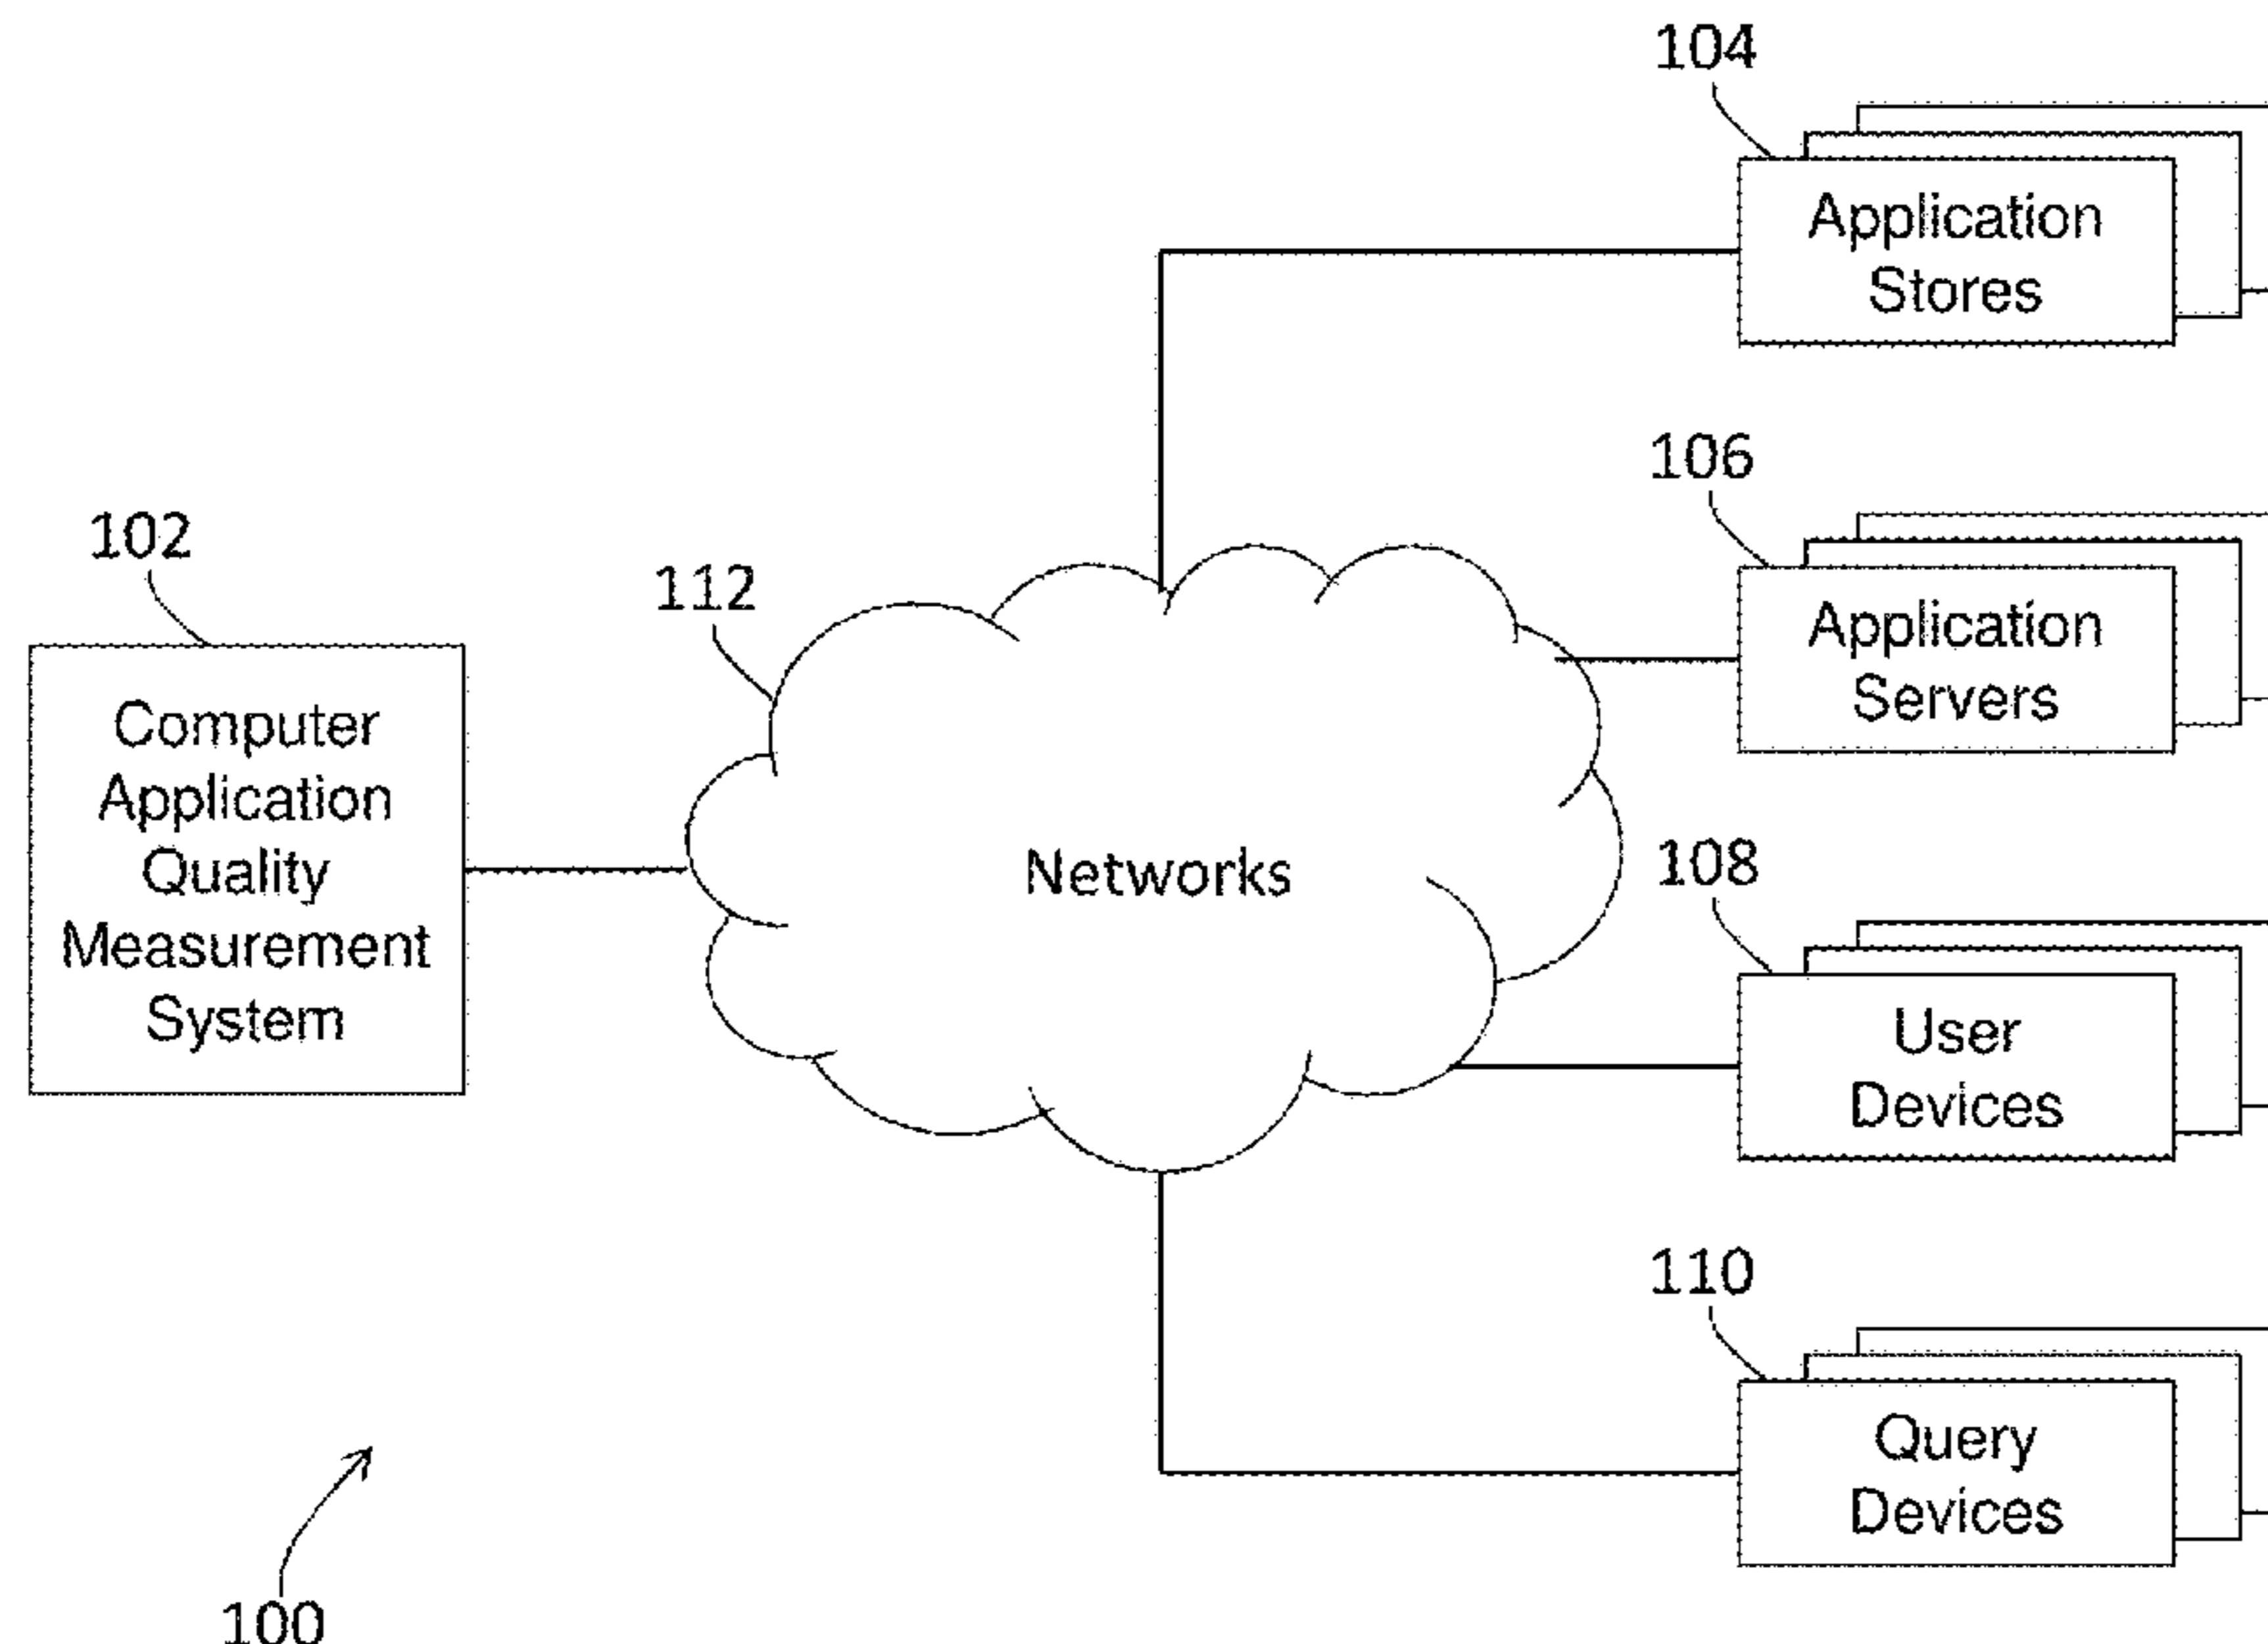 104
Application
Stores
106
Application
Servers
102
112
Computer
Application
Quality
Measurement
System
Networks
108
User
Devices
110
Query
Devices
100